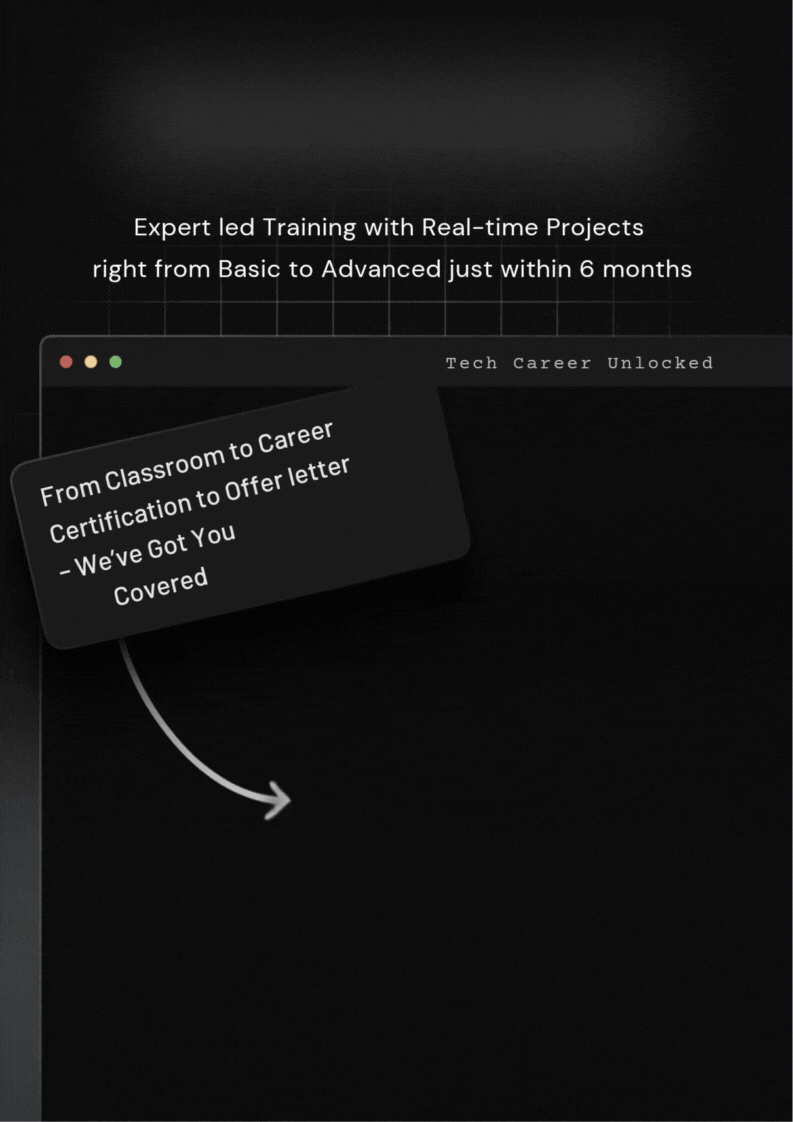 Expert led Training with Real-time Projects
right from Basic to Advanced just within 6 months
Tech Career Unlocked
From Classroom to Career
Certification to Offer letter
– We’ve Got You
Covered